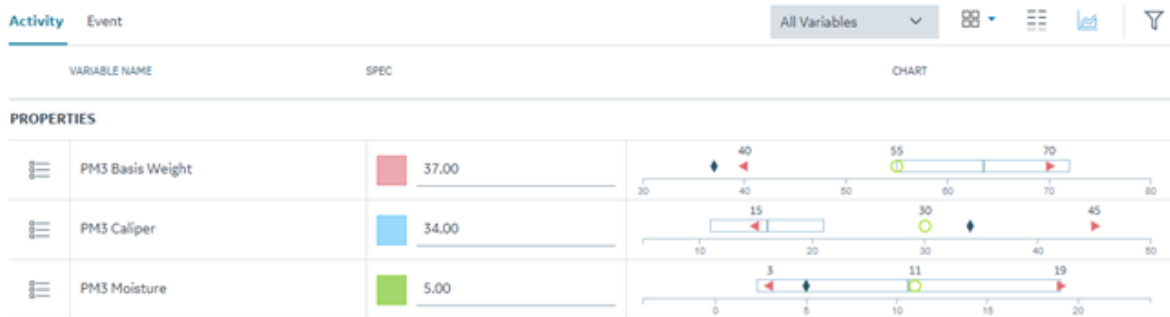 Activity Event All Variables
VARIABLE NAME SPEC CHART
PROPERTIES
PM3 Basis Weight 37.00
40 55 70
30 40 50 60 70 80
PM3 Caliper 34.00
15 30 45
10 20 30 40 50
PM3 Moisture 5.00
3 11 19
0 5 10 15 20